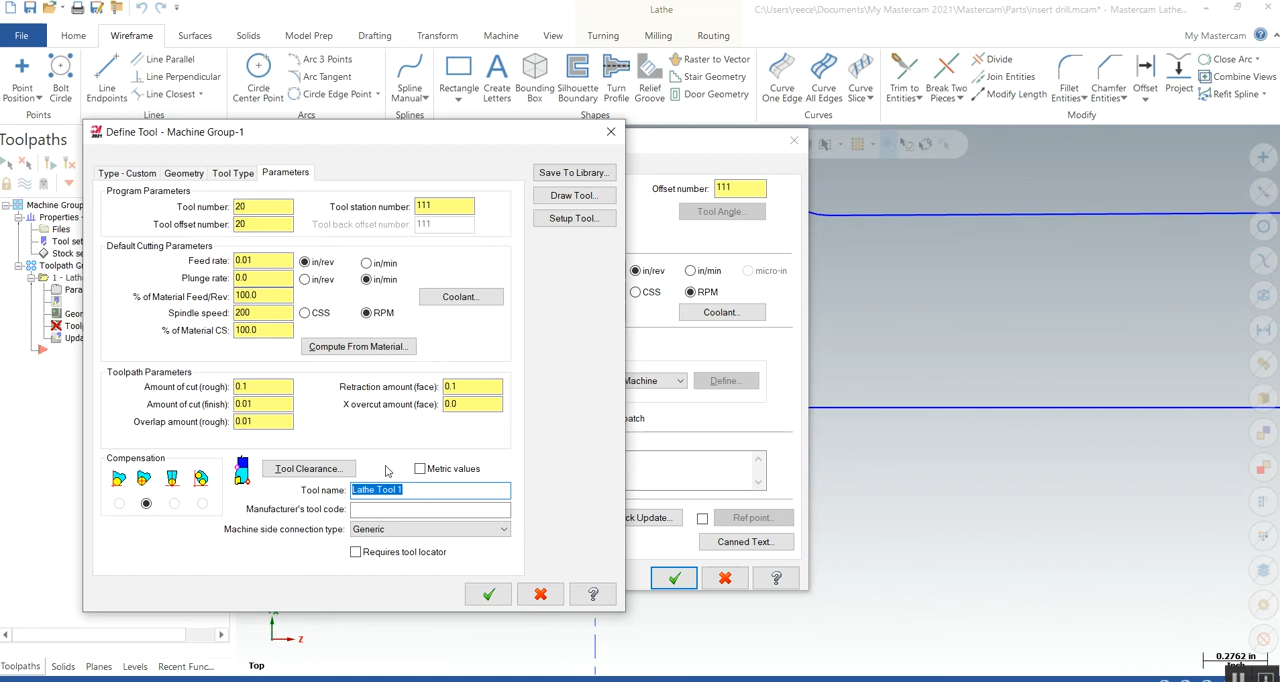 Lathe
C:\Users\reece\Documents\My Mastercam 2021\Mastercam\Parts\insert drill.mcam* - Mastercam Lathe...
File Home Wireframe Surfaces Solids Model Prep Drafting Transform Machine View Turning Milling Routing My Mastercam
Point Position
Bolt Circle
Points
Line Endpoints
Line Parallel
Line Perpendicular
Line Closest
Lines
Circle Center Point
Arc 3 Points
Arc Tangent
Circle Edge Point
Arcs
Spline Manual
Splines
Rectangle
Create Letters
Bounding Box
Silhouette Boundary
Turn Profile
Relief Groove
Raster to Vector
Stair Geometry
Door Geometry
Shapes
Curve One Edge
Curve All Edges
Curve Slice
Curves
Trim to Entities
Break Two Pieces
Divide
Join Entities
Modify Length
Fillet Entities
Chamfer Entities
Offset
Project
Close Arc
Combine Views
Refit Spline
Modify
Toolpaths
Machine Group
Properties
Files
Tool set
Stock se
Toolpath G
1 - Lath
Para
Geor
Toolp
Upda
Define Tool - Machine Group-1
Type - Custom Geometry Tool Type Parameters
Program Parameters
Tool number: 20 Tool station number: 111
Tool offset number: 20 Tool back offset number: 111
Default Cutting Parameters
Feed rate: 0.01 in/rev in/min
Plunge rate: 0.0 in/rev in/min
% of Material Feed/Rev: 100.0 Coolant...
Spindle speed: 200 CSS RPM
% of Material CS: 100.0
Compute From Material...
Toolpath Parameters
Amount of cut (rough): 0.1 Retraction amount (face): 0.1
Amount of cut (finish): 0.01 X overcut amount (face): 0.0
Overlap amount (rough): 0.01
Compensation
Tool Clearance... Metric values
Tool name: Lathe Tool 1
Manufacturer's tool code:
Machine side connection type: Generic
Requires tool locator
Save To Library...
Draw Tool...
Setup Tool...
Offset number: 111
Tool Angle...
in/rev in/min micro-in
CSS RPM
Coolant...
Machine Define...
patch
ck Update... Ref point...
Canned Text...
Z
Top
0.2762 in
Inch
Toolpaths Solids Planes Levels Recent Func...